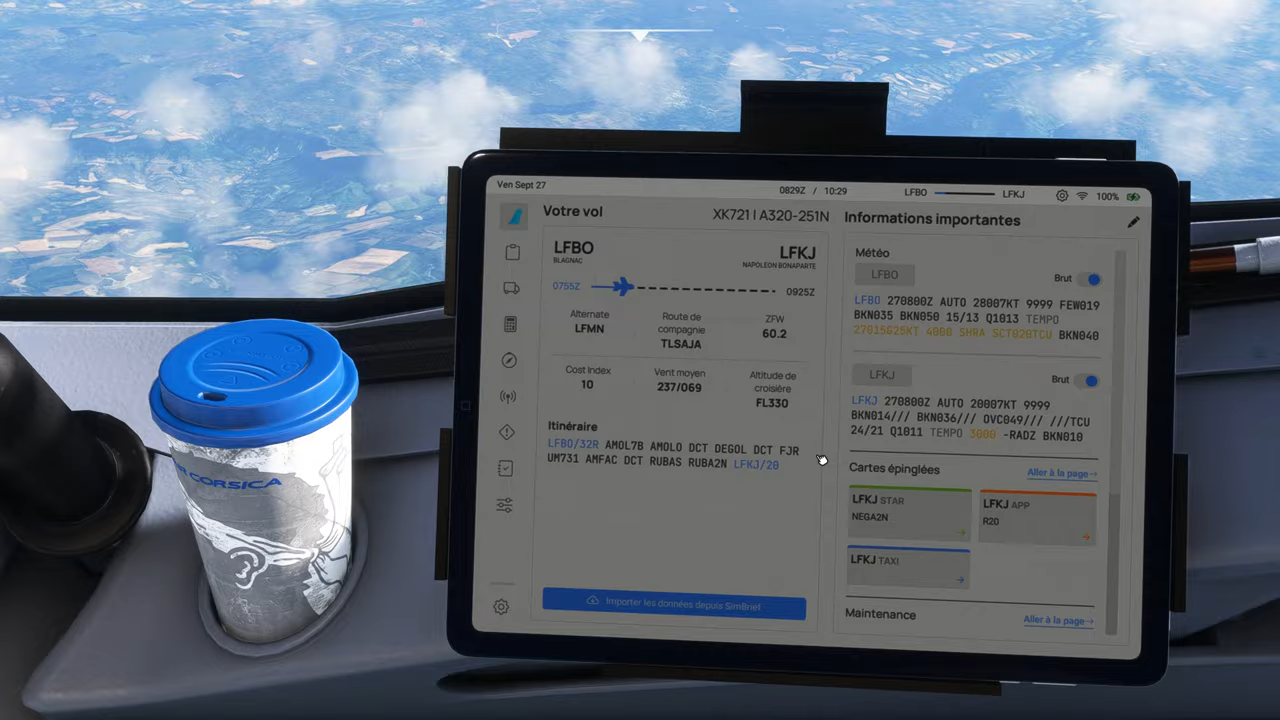 Ven Sept 27
0829Z / 10:29
LFBO LFKJ
100%
Votre vol
XK721 | A320-251N
LFBO
BLAGNAC
LFKJ
NAPOLEON BONAPARTE
0755Z
0925Z
Alternate
LFMN
Route de
compagnie
TLSAJA
ZFW
60.2
Cost Index
10
Vent moyen
237/069
Altitude de
croisière
FL330
Itinéraire
LFBO/32R AMOL7B AMOLO DCT DEGOL DCT FJR
UM731 AMFAC DCT RUBAS RUBA2N LFKJ/20
Importer les données depuis SimBrief
Informations importantes
Météo
LFBO
Brut
LFBO 270800Z AUTO 28007KT 9999 FEW019
BKN035 BKN050 15/13 Q1013 TEMPO
27015G25KT 4000 SHRA SCT020TCU BKN040
LFKJ
Brut
LFKJ 270800Z AUTO 20007KT 9999
BKN014/// BKN036/// OVC049/// ///TCU
24/21 Q1011 TEMPO 3000 -RADZ BKN010
Cartes épinglées
Aller à la page→
LFKJ STAR
NEGA2N
LFKJ APP
R20
LFKJ TAXI
Maintenance
Aller à la page→
CORSICA